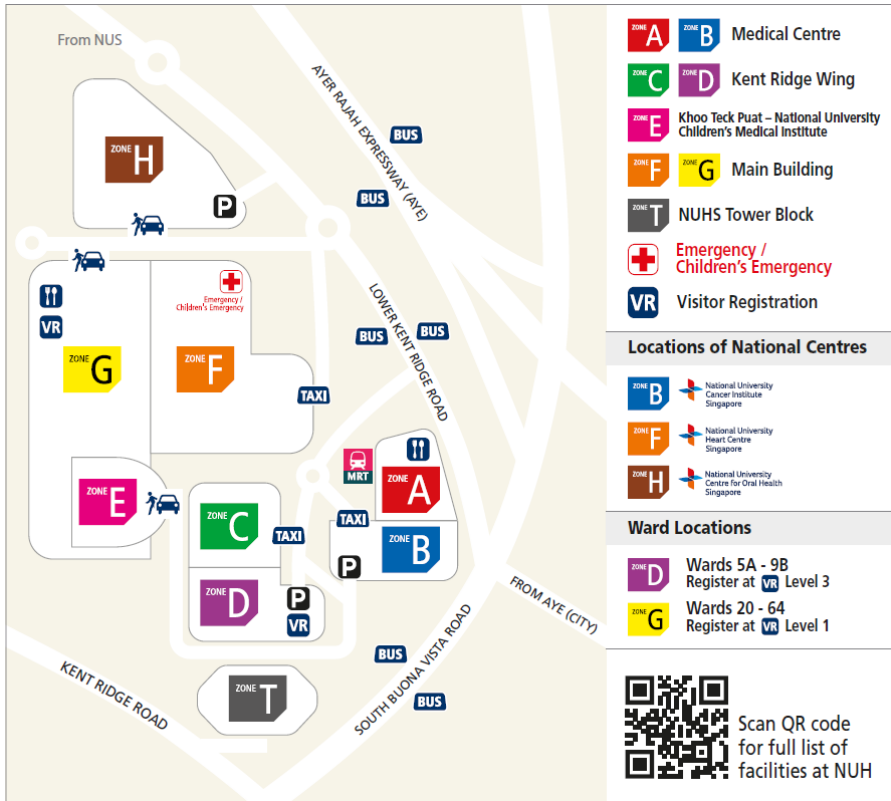 From NUS
AYER RAJAH EXPRESSWAY (AYE)
BUS
BUS
ZONE H
P
Emergency /
Children's Emergency
VR
ZONE G
ZONE F
LOWER KENT RIDGE ROAD
BUS
BUS
TAXI
MRT
ZONE A
ZONE E
ZONE C
TAXI
TAXI
ZONE B
P
ZONE D
P
VR
FROM AYE (CITY)
BUS
SOUTH BUONA VISTA ROAD
KENT RIDGE ROAD
ZONE T
BUS
ZONE A ZONE B Medical Centre
ZONE C ZONE D Kent Ridge Wing
ZONE E Khoo Teck Puat – National University
Children's Medical Institute
ZONE F ZONE G Main Building
ZONE T NUHS Tower Block
Emergency /
Children's Emergency
VR Visitor Registration
Locations of National Centres
ZONE B National University
Cancer Institute
Singapore
ZONE F National University
Heart Centre
Singapore
ZONE H National University
Centre for Oral Health
Singapore
Ward Locations
ZONE D Wards 5A - 9B
Register at VR Level 3
ZONE G Wards 20 - 64
Register at VR Level 1
Scan QR code
for full list of
facilities at NUH